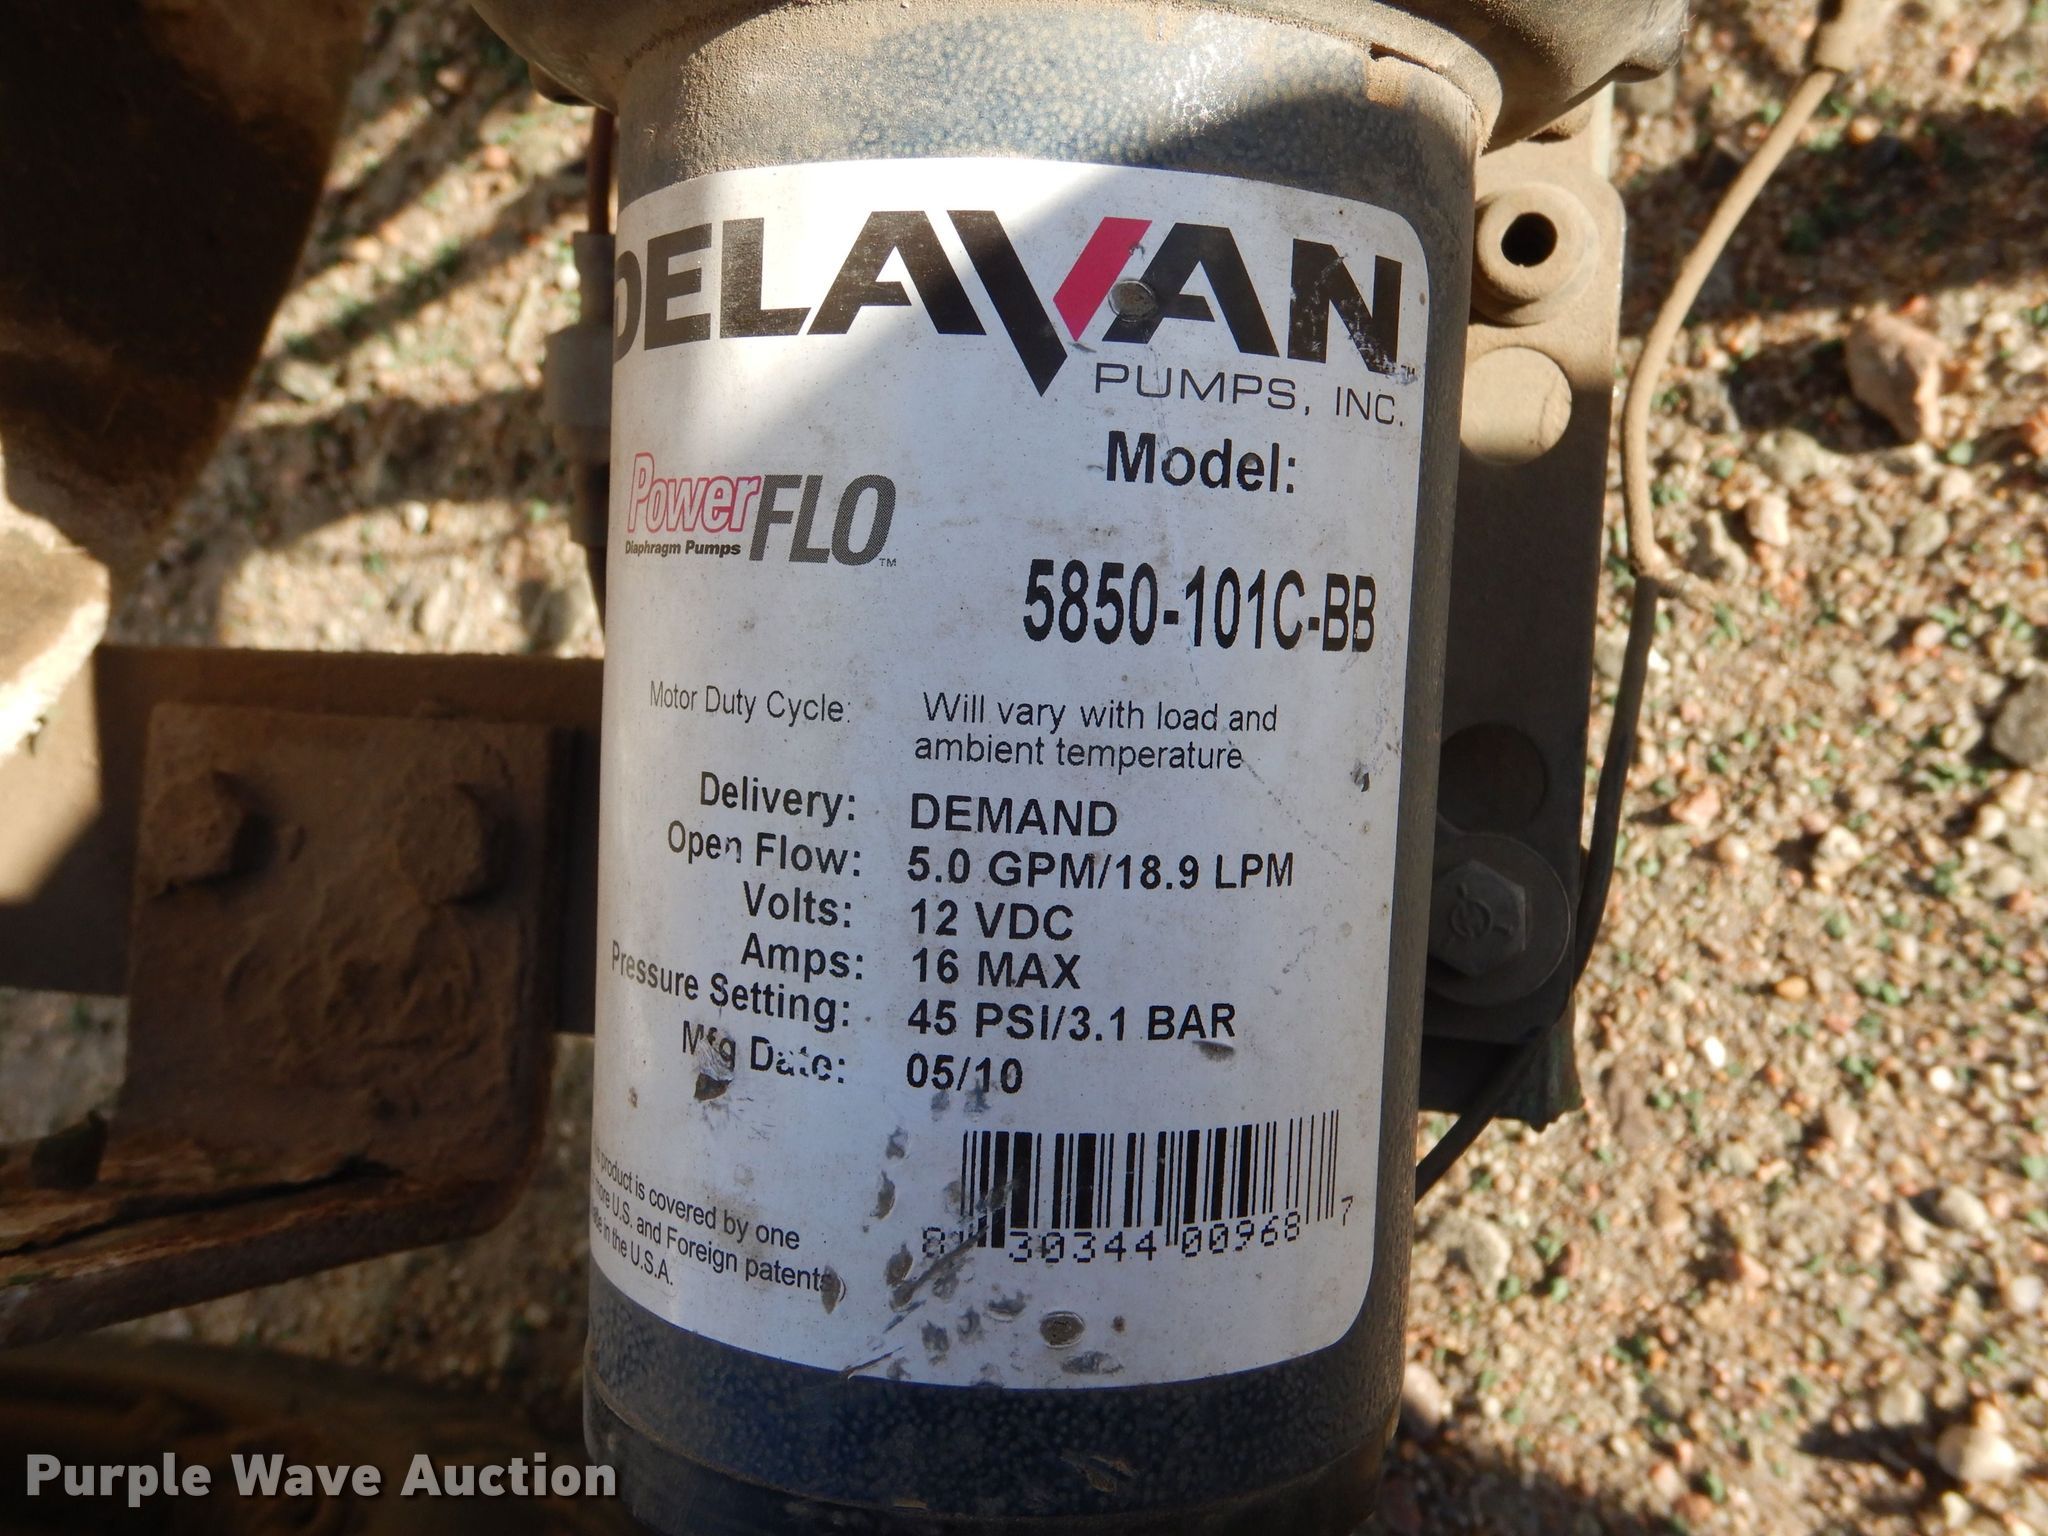 DELAVAN
PUMPS, INC.
PowerFLO™
Diaphragm Pumps
Model:
5850-101C-BB
Motor Duty Cycle: Will vary with load and
ambient temperature
Delivery: DEMAND
Open Flow: 5.0 GPM/18.9 LPM
Volts: 12 VDC
Amps: 16 MAX
Pressure Setting: 45 PSI/3.1 BAR
Mfg Date: 05/10
product is covered by one
more U.S. and Foreign patents
in the U.S.A.
30344 00968 7
Purple Wave Auction